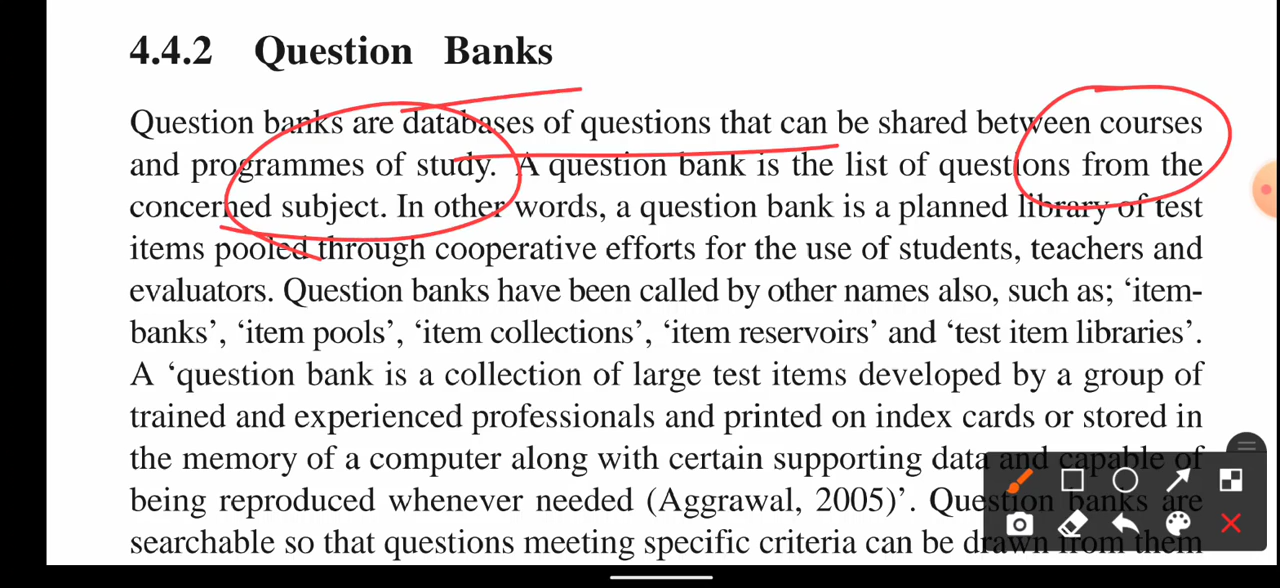 4.4.2 Question Banks
Question banks are databases of questions that can be shared between courses
and programmes of study. A question bank is the list of questions from the
concerned subject. In other words, a question bank is a planned library of test
items pooled through cooperative efforts for the use of students, teachers and
evaluators. Question banks have been called by other names also, such as; ‘item-
banks’, ‘item pools’, ‘item collections’, ‘item reservoirs’ and ‘test item libraries’.
A ‘question bank is a collection of large test items developed by a group of
trained and experienced professionals and printed on index cards or stored in
the memory of a computer along with certain supporting data and capable of
being reproduced whenever needed (Aggrawal, 2005)’. Question banks are
searchable so that questions meeting specific criteria can be drawn from them